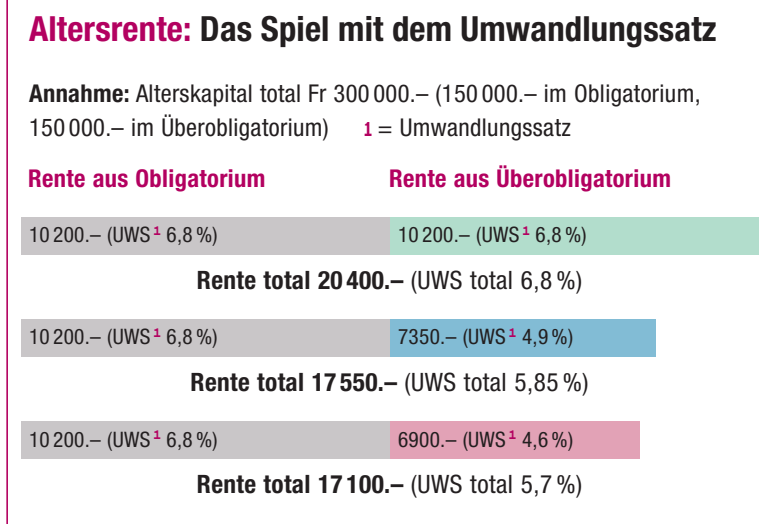 Altersrente: Das Spiel mit dem Umwandlungssatz
Annahme: Alterskapital total Fr 300 000.– (150 000.– im Obligatorium,
150 000.– im Überobligatorium) 1 = Umwandlungssatz
Rente aus Obligatorium Rente aus Überobligatorium
10 200.– (UWS 1 6,8 %) 10 200.– (UWS 1 6,8 %)
Rente total 20 400.– (UWS total 6,8 %)
10 200.– (UWS 1 6,8 %) 7350.– (UWS 1 4,9 %)
Rente total 17 550.– (UWS total 5,85 %)
10 200.– (UWS 1 6,8 %) 6900.– (UWS 1 4,6 %)
Rente total 17 100.– (UWS total 5,7 %)